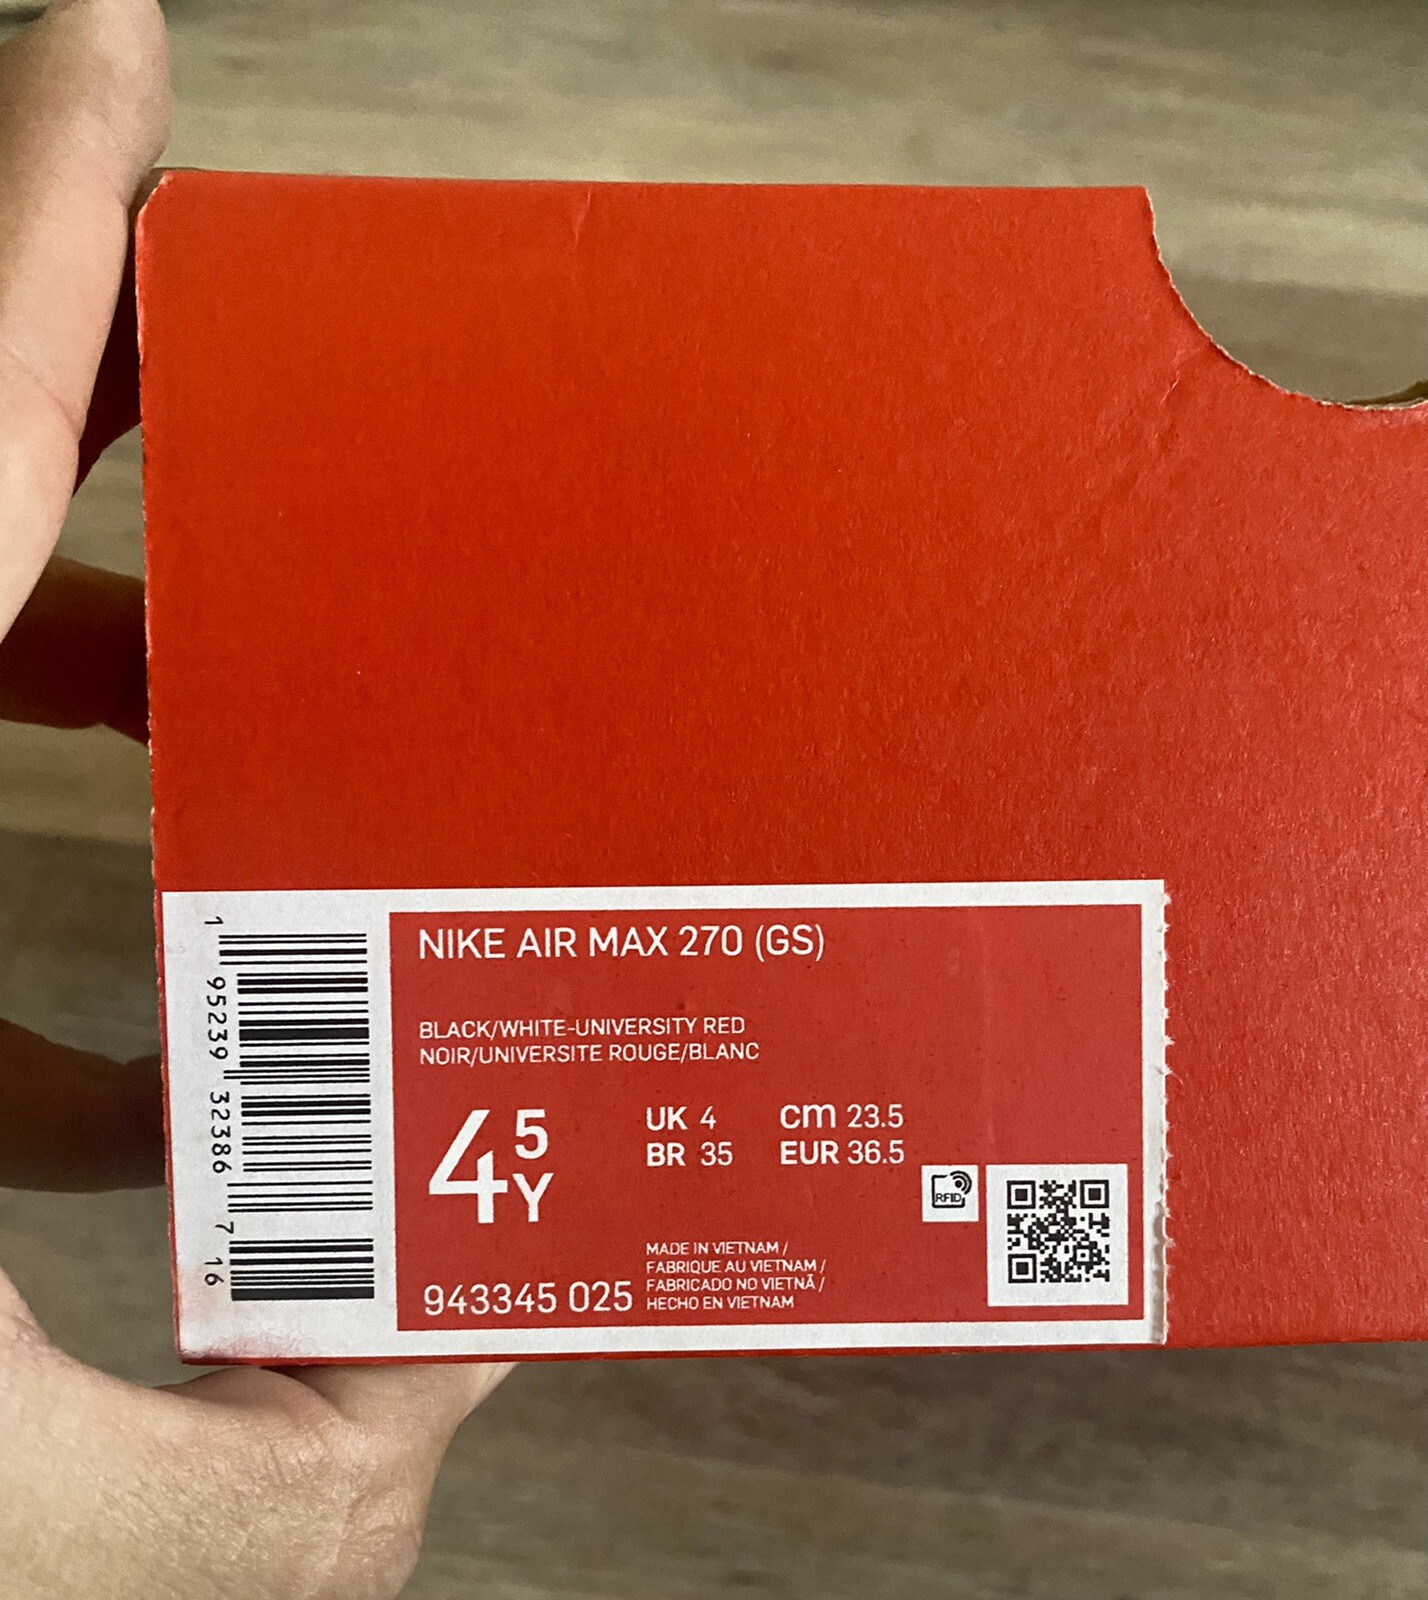 NIKE AIR MAX 270 (GS)
BLACK/WHITE-UNIVERSITY RED
NOIR/UNIVERSITE ROUGE/BLANC
4 5Y
UK 4 cm 23.5
BR 35 EUR 36.5
RFID
943345 025
MADE IN VIETNAM /
FABRIQUE AU VIETNAM /
FABRICADO NO VIETNÃ /
HECHO EN VIETNAM
1 95239 32386 7 16